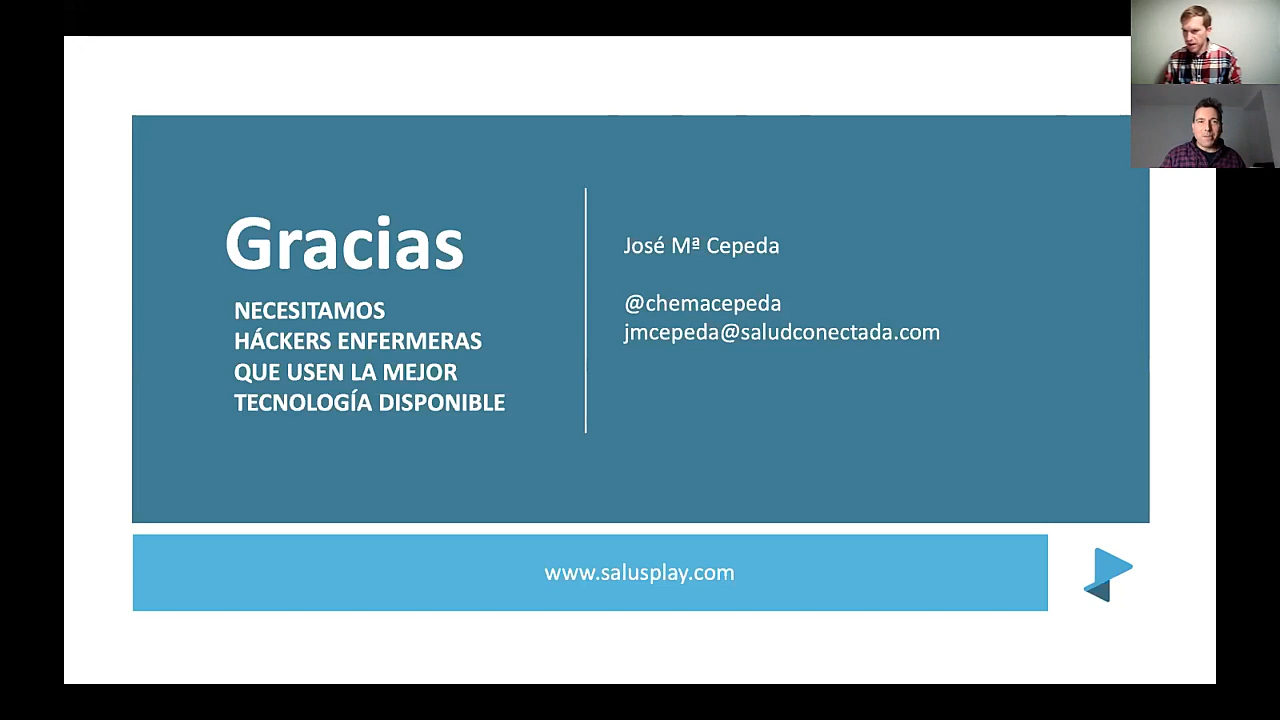 Gracias
NECESITAMOS
HÁCKERS ENFERMERAS
QUE USEN LA MEJOR
TECNOLOGÍA DISPONIBLE
José Mª Cepeda
@chemacepeda
jmcepeda@saludconectada.com
www.salusplay.com